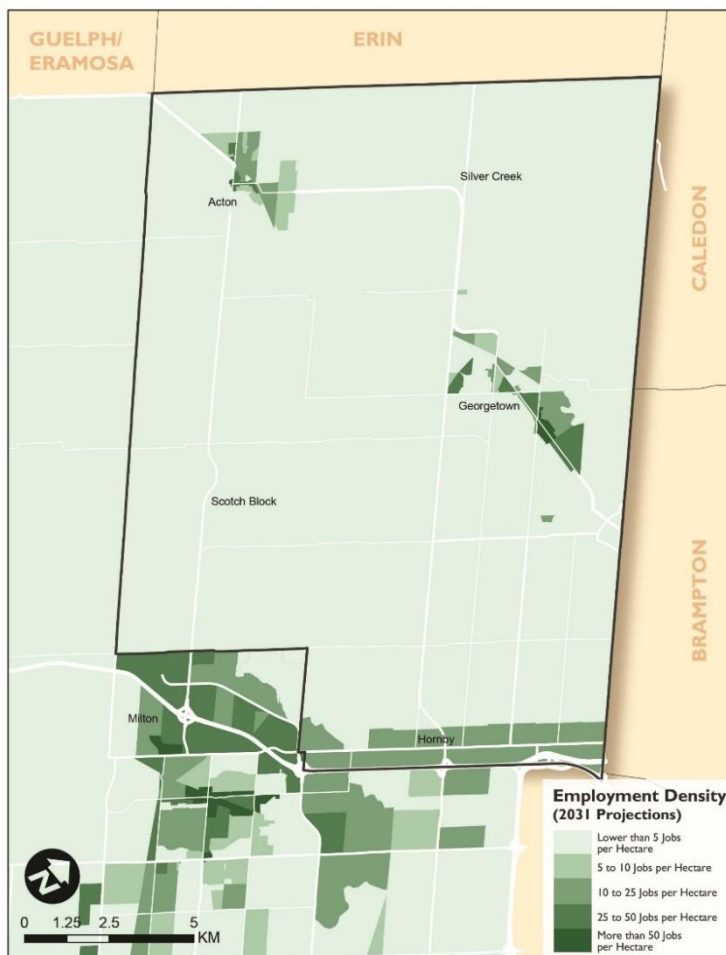 GUELPH/
ERAMOSA
ERIN
Silver Creek
Acton
CALEDON
Georgetown
Scotch Block
BRAMPTON
Milton
Hornby
Employment Density
(2031 Projections)
Lower than 5 Jobs
per Hectare
5 to 10 Jobs per Hectare
10 to 25 Jobs per Hectare
25 to 50 Jobs per Hectare
More than 50 Jobs
per Hectare
N
0 1.25 2.5 5
KM